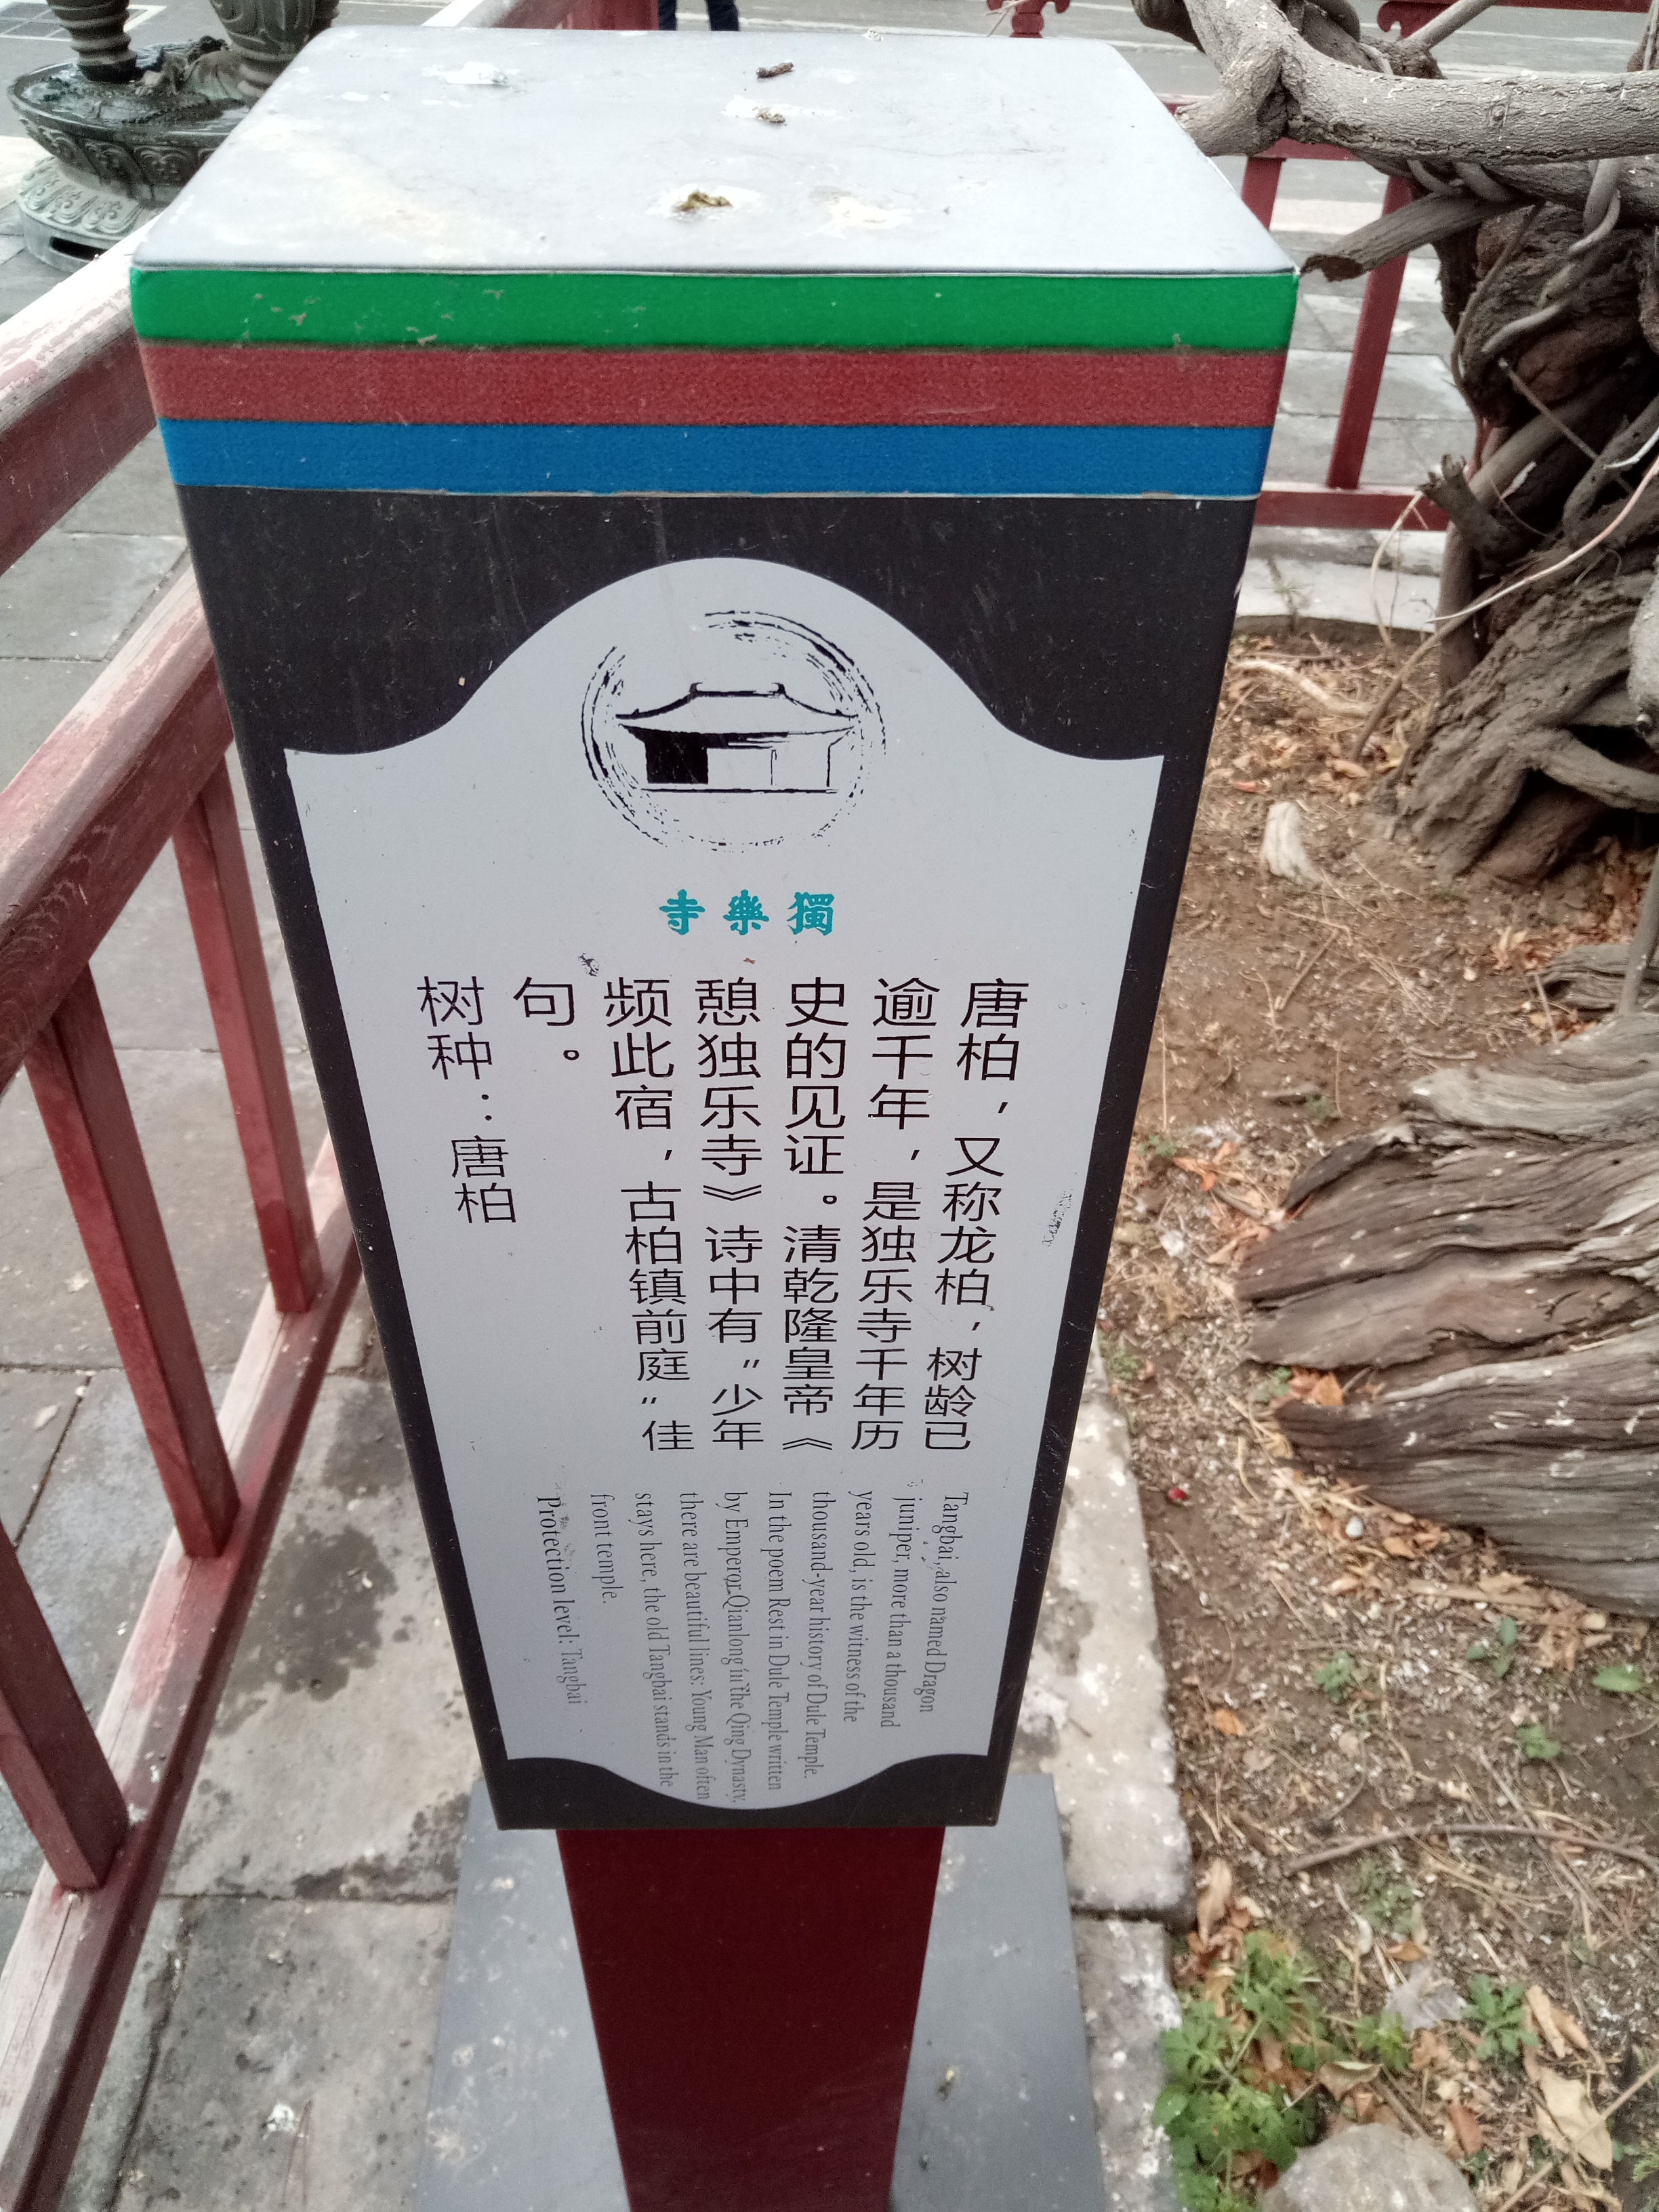 獨樂寺
唐柏，又称龙柏，树龄已
逾千年，是独乐寺千年历
史的见证。清乾隆皇帝《
憩独乐寺》诗中有“少年
频此宿，古柏镇前庭“佳
句。
树种：唐柏
Tangbai, also named Dragon
juniper, more than a thousand
years old, is the witness of the
thousand-year history of Dule Temple.
In the poem Rest in Dule Temple written
by Emperor Qianlong in the Qing Dynasty,
there are beautiful lines: Young Man often
stays here, the old Tangbai stands in the
front temple.
Protection level: Tangbai